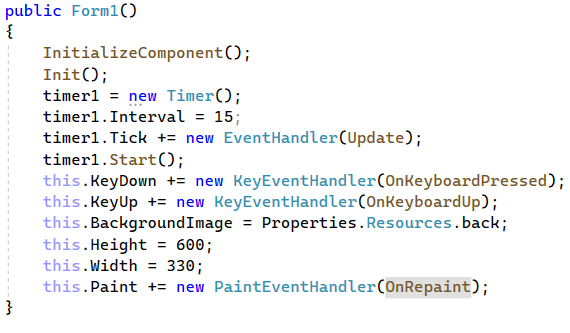 public Form1()
{
InitializeComponent();
Init();
timer1 = new Timer();
timer1.Interval = 15;
timer1.Tick += new EventHandler(Update);
timer1.Start();
this.KeyDown += new KeyEventHandler(OnKeyboardPressed);
this.KeyUp += new KeyEventHandler(OnKeyboardUp);
this.BackgroundImage = Properties.Resources.back;
this.Height = 600;
this.Width = 330;
this.Paint += new PaintEventHandler(OnRepaint);
}